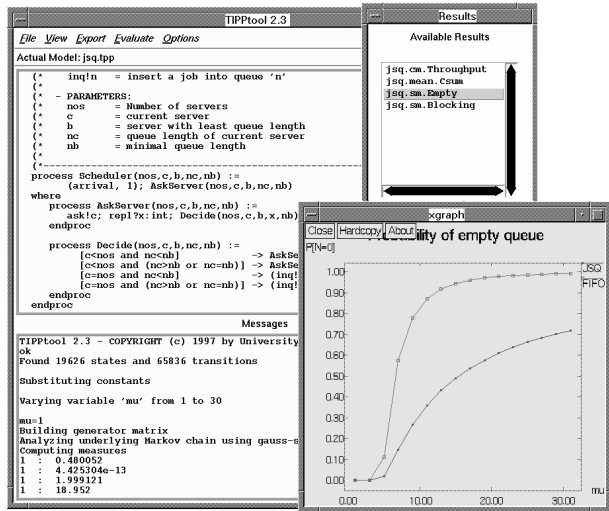 TIPPtool 2.3
File View Export Evaluate Options
Actual Model: jsq.tpp
(*     inq!n   = insert a job into queue 'n'
(*
(*   - PARAMETERS:
(*     nos     = Number of servers
(*     c       = current server
(*     b       = server with least queue length
(*     nc      = queue length of current server
(*     nb      = minimal queue length
(*
(*----------------------------------------------
process Scheduler(nos,c,b,nc,nb) :=
(arrival, 1); AskServer(nos,c,b,nc,nb)
where
process AskServer(nos,c,b,nc,nb) :=
ask!c; repl?x:int; Decide(nos,c,b,x,nb)
endproc
process Decide(nos,c,b,nc,nb) :=
[c<nos and nc<nb]          -> AskSe
[c<nos and (nc>nb or nc=nb)] -> AskSe
[c=nos and nc<nb]          -> (inq!
[c=nos and (nc>nb or nc=nb)] -> (inq!
endproc
endproc
Messages
TIPPtool 2.3 - COPYRIGHT (c) 1997 by University
ok
Found 19626 states and 65836 transitions
Substituting constants
Varying variable 'mu' from 1 to 30
mu=1
Building generator matrix
Analyzing underlying Markov chain using gauss-s
Computing measures
1  :  0.480052
1  :  4.425304e-13
1  :  1.999121
1  :  18.952
Results
Available Results
jsq.cm.Throughput
jsq.mean.Csum
jsq.sm.Empty
jsq.sm.Blocking
xgraph
Close Hardcopy About
ility of empty queue
P[N=0]
JSQ
FIFO
1.00
0.90
0.80
0.70
0.60
0.50
0.40
0.30
0.20
0.10
0.00
mu
0.00 10.00 20.00 30.00